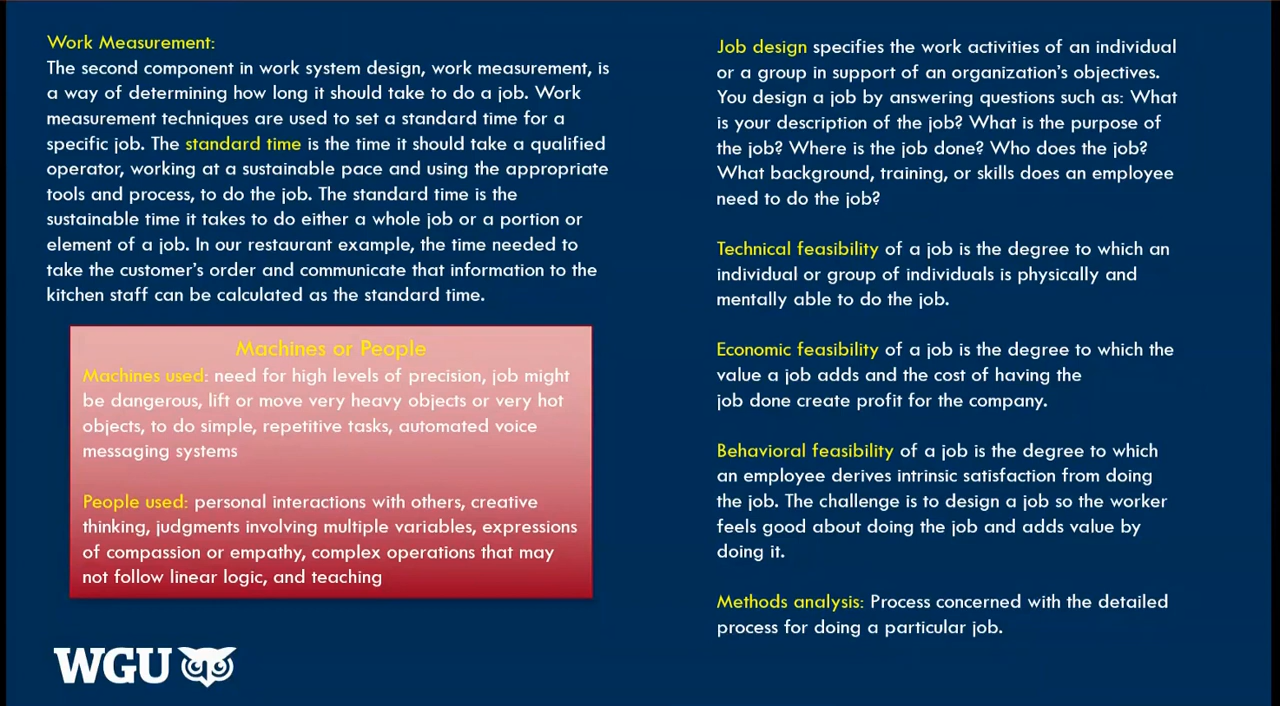 Work Measurement:
The second component in work system design, work measurement, is
a way of determining how long it should take to do a job. Work
measurement techniques are used to set a standard time for a
specific job. The standard time is the time it should take a qualified
operator, working at a sustainable pace and using the appropriate
tools and process, to do the job. The standard time is the
sustainable time it takes to do either a whole job or a portion or
element of a job. In our restaurant example, the time needed to
take the customer's order and communicate that information to the
kitchen staff can be calculated as the standard time.
Machines or People
Machines used: need for high levels of precision, job might
be dangerous, lift or move very heavy objects or very hot
objects, to do simple, repetitive tasks, automated voice
messaging systems
People used: personal interactions with others, creative
thinking, judgments involving multiple variables, expressions
of compassion or empathy, complex operations that may
not follow linear logic, and teaching
WGU
Job design specifies the work activities of an individual
or a group in support of an organization's objectives.
You design a job by answering questions such as: What
is your description of the job? What is the purpose of
the job? Where is the job done? Who does the job?
What background, training, or skills does an employee
need to do the job?
Technical feasibility of a job is the degree to which an
individual or group of individuals is physically and
mentally able to do the job.
Economic feasibility of a job is the degree to which the
value a job adds and the cost of having the
job done create profit for the company.
Behavioral feasibility of a job is the degree to which
an employee derives intrinsic satisfaction from doing
the job. The challenge is to design a job so the worker
feels good about doing the job and adds value by
doing it.
Methods analysis: Process concerned with the detailed
process for doing a particular job.